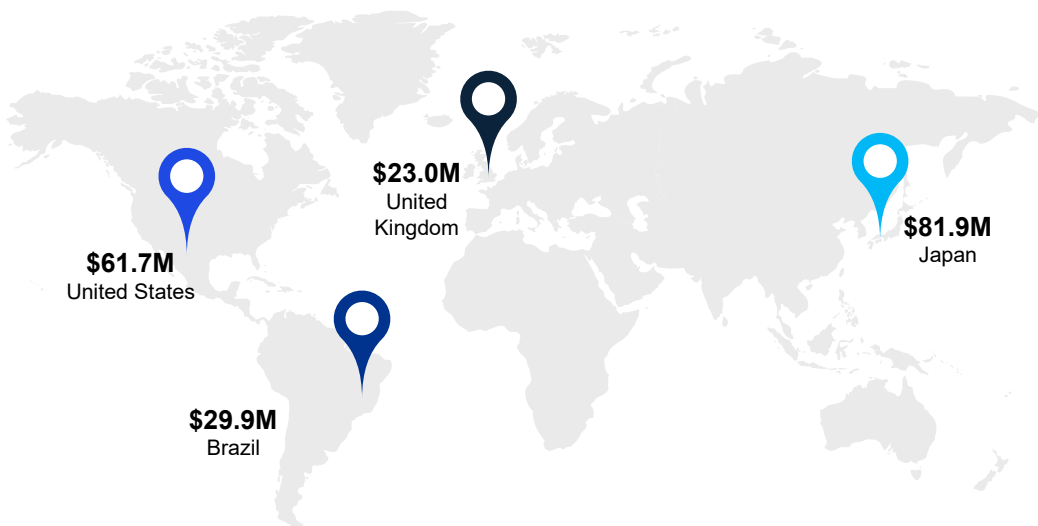 $23.0M
United
Kingdom
$81.9M
Japan
$61.7M
United States
$29.9M
Brazil